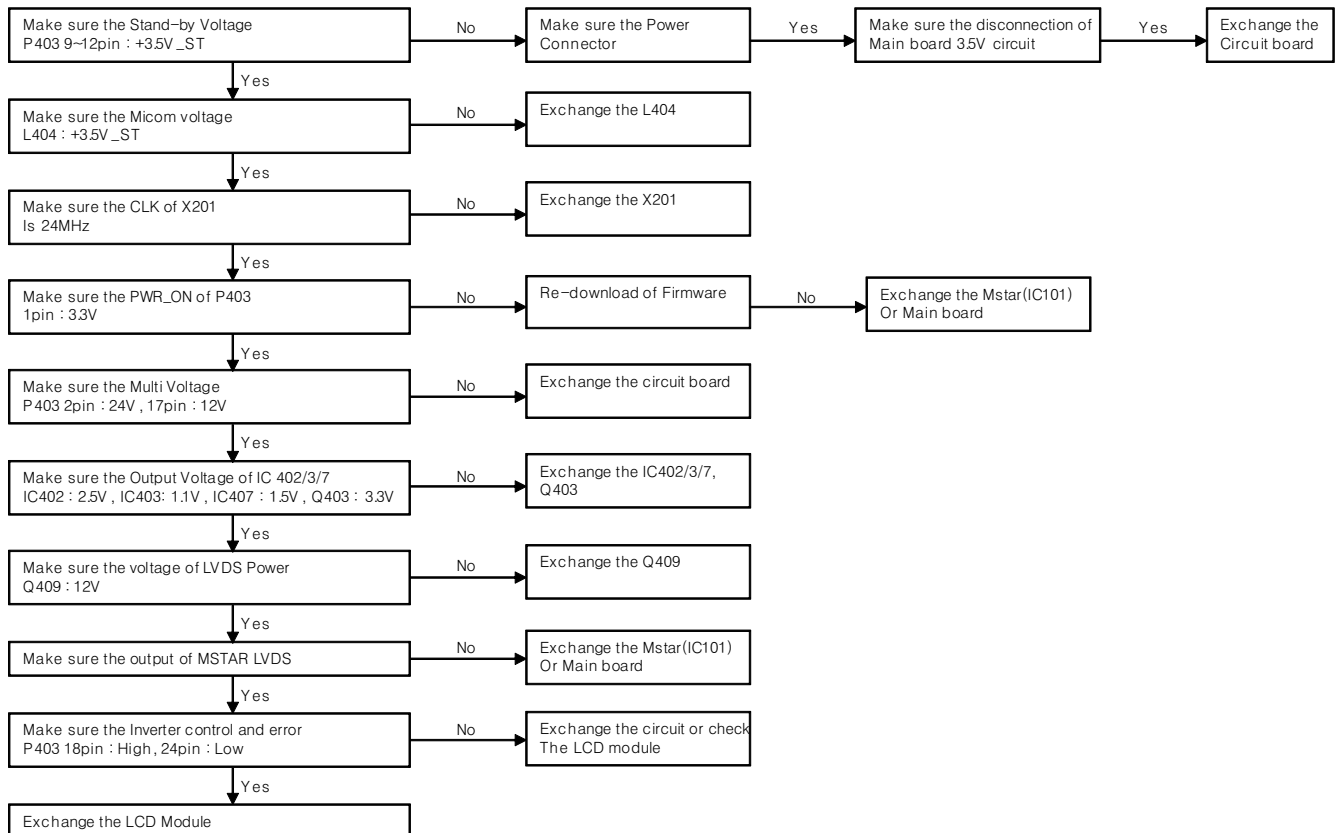 Make sure the Stand-by Voltage
P403 9~12pin : +3.5V_ST
No
Make sure the Power
Connector
Yes
Make sure the disconnection of
Main board 3.5V circuit
Yes
Exchange the
Circuit board
Yes
Make sure the Micom voltage
L404 : +3.5V_ST
No
Exchange the L404
Yes
Make sure the CLK of X201
Is 24MHz
No
Exchange the X201
Yes
Make sure the PWR_ON of P403
1pin : 3.3V
No
Re-download of Firmware
No
Exchange the Mstar(IC101)
Or Main board
Yes
Make sure the Multi Voltage
P403 2pin : 24V , 17pin : 12V
No
Exchange the circuit board
Yes
Make sure the Output Voltage of IC 402/3/7
IC402 : 2.5V , IC403: 1.1V , IC407 : 1.5V , Q403 : 3.3V
No
Exchange the IC402/3/7,
Q403
Yes
Make sure the voltage of LVDS Power
Q409 : 12V
No
Exchange the Q409
Yes
Make sure the output of MSTAR LVDS
No
Exchange the Mstar(IC101)
Or Main board
Yes
Make sure the Inverter control and error
P403 18pin : High , 24pin : Low
No
Exchange the circuit or check
The LCD module
Yes
Exchange the LCD Module